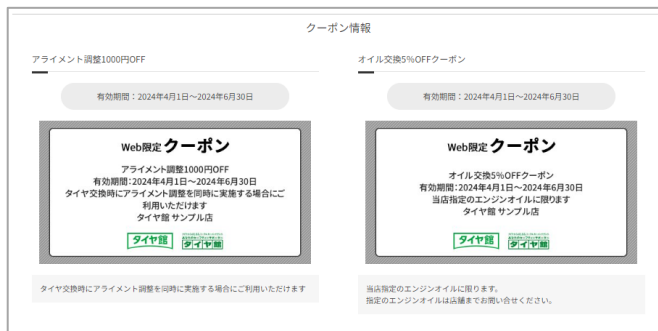 クーポン情報
アライメント調整1000円OFF
有効期間：2024年4月1日～2024年6月30日
Web限定 クーポン
アライメント調整1000円OFF
有効期間:2024年4月1日～2024年6月30日
タイヤ交換時にアライメント調整を同時に実施する場合にご
利用いただけます
タイヤ館 サンプル店
タイヤ館
タイヤ館
タイヤ交換時にアライメント調整を同時に実施する場合にご利用いただけます
オイル交換5%OFFクーポン
有効期間：2024年4月1日～2024年6月30日
Web限定 クーポン
オイル交換5%OFFクーポン
有効期間:2024年4月1日～2024年6月30日
当店指定のエンジンオイルに限ります
タイヤ館 サンプル店
タイヤ館
タイヤ館
当店指定のエンジンオイルに限ります。
指定のエンジンオイルは店舗までお問い合せください。